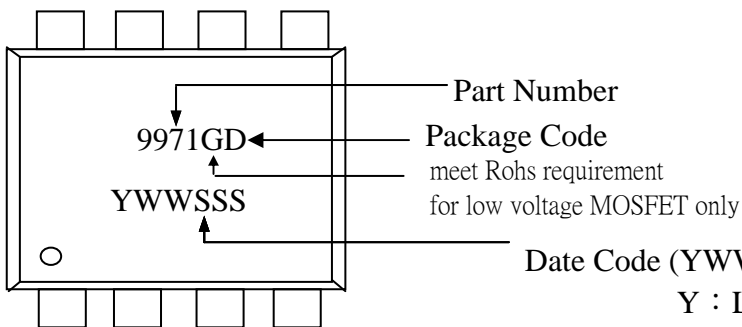 Part Number
9971GD
Package Code
meet Rohs requirement
for low voltage MOSFET only
YWWSSS
Date Code (YWW
Y：L